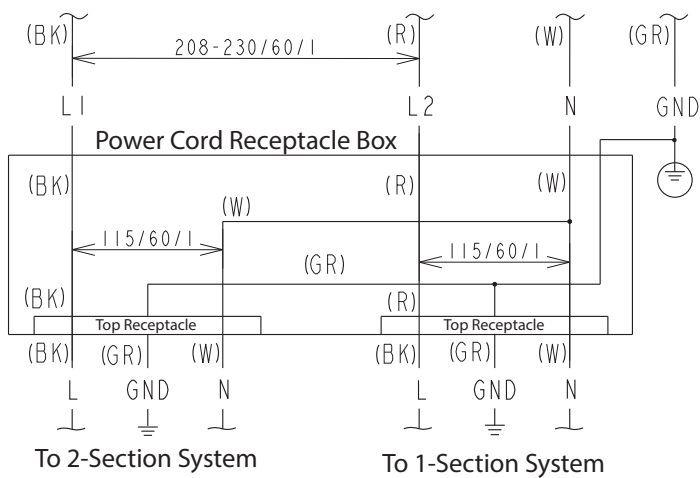 (BK) (R) (W) (GR)
208-230/60/1
L1 L2 N GND
Power Cord Receptacle Box
(BK) (R) (W)
(W)
115/60/1 115/60/1
(GR)
(BK) (R)
Top Receptacle Top Receptacle
(BK) (GR) (W) (BK) (GR) (W)
L GND N L GND N
To 2-Section System To 1-Section System